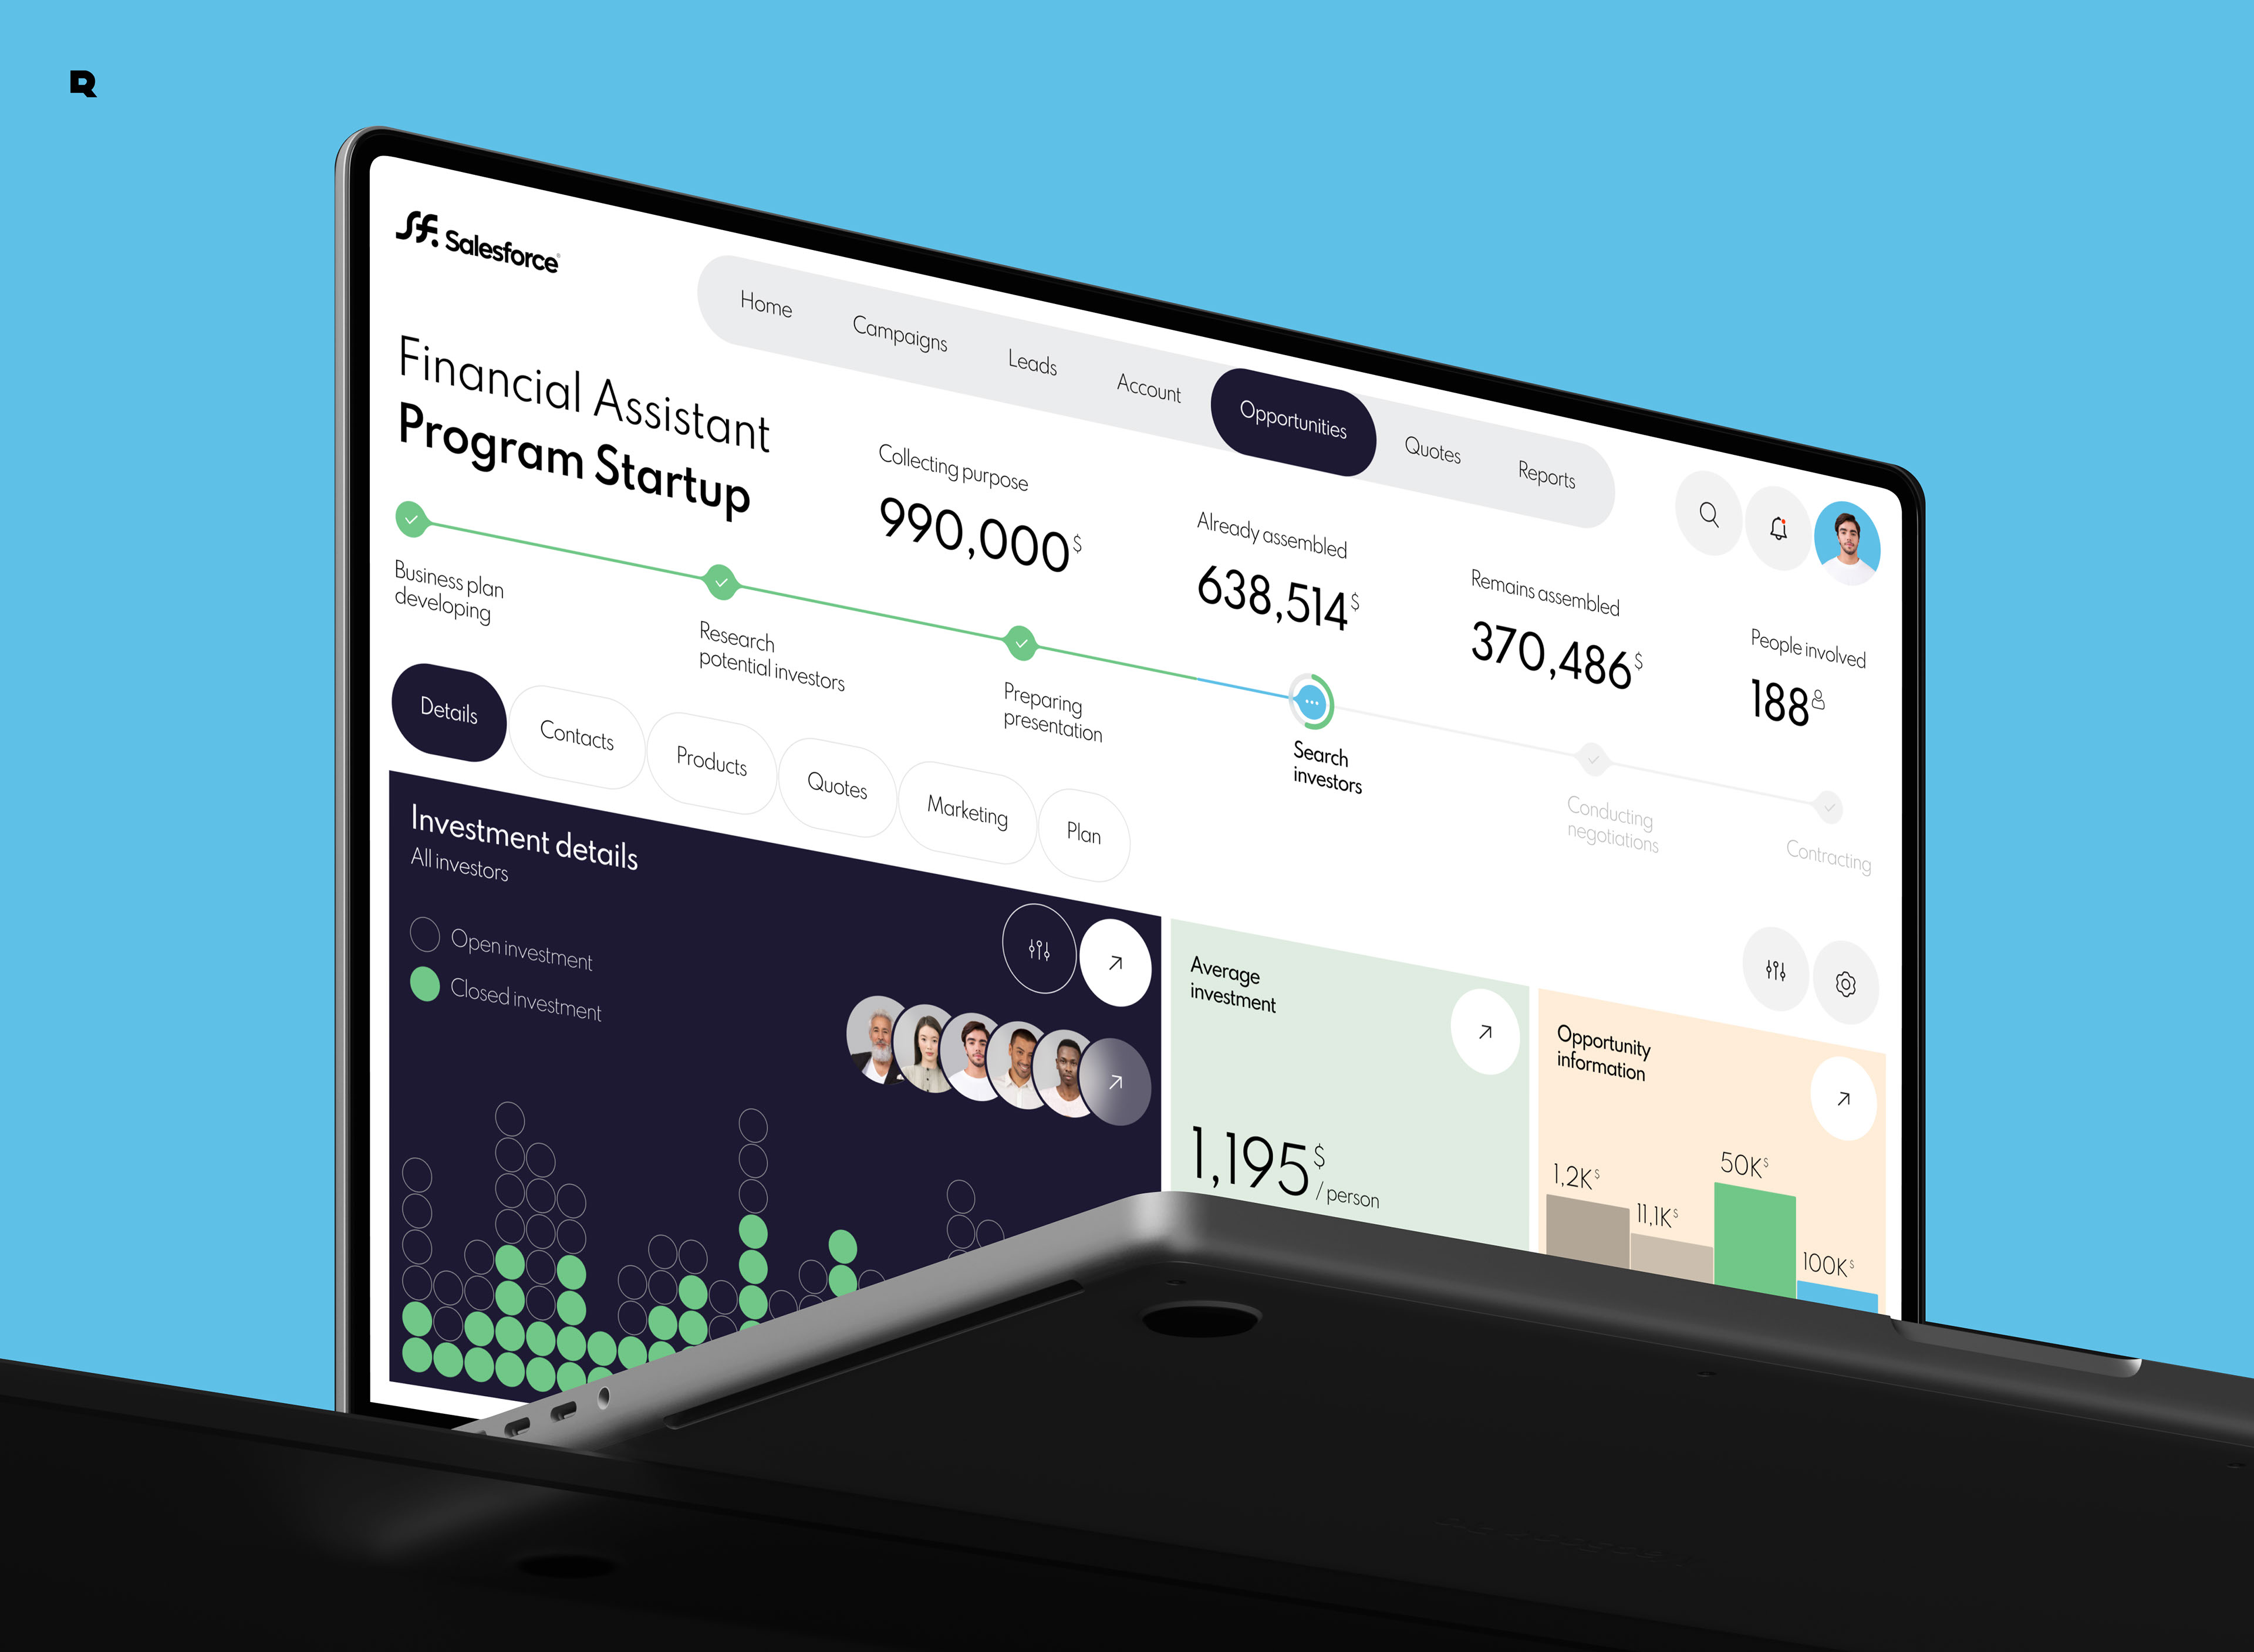 R
sf. Salesforce
Home
Campaigns
Leads
Account
Opportunities
Quotes
Reports
Financial Assistant
Program Startup
Collecting purpose
990,000$
Already assembled
638,514$
Remains assembled
370,486$
People involved
188
Business plan
developing
Research
potential investors
Preparing
presentation
Search
investors
Conducting
negotiations
Contracting
Details
Contacts
Products
Quotes
Marketing
Plan
Investment details
All investors
Open investment
Closed investment
Average
investment
1,195$
/ person
Opportunity
information
1,2K$
11,1K$
50K$
100K$